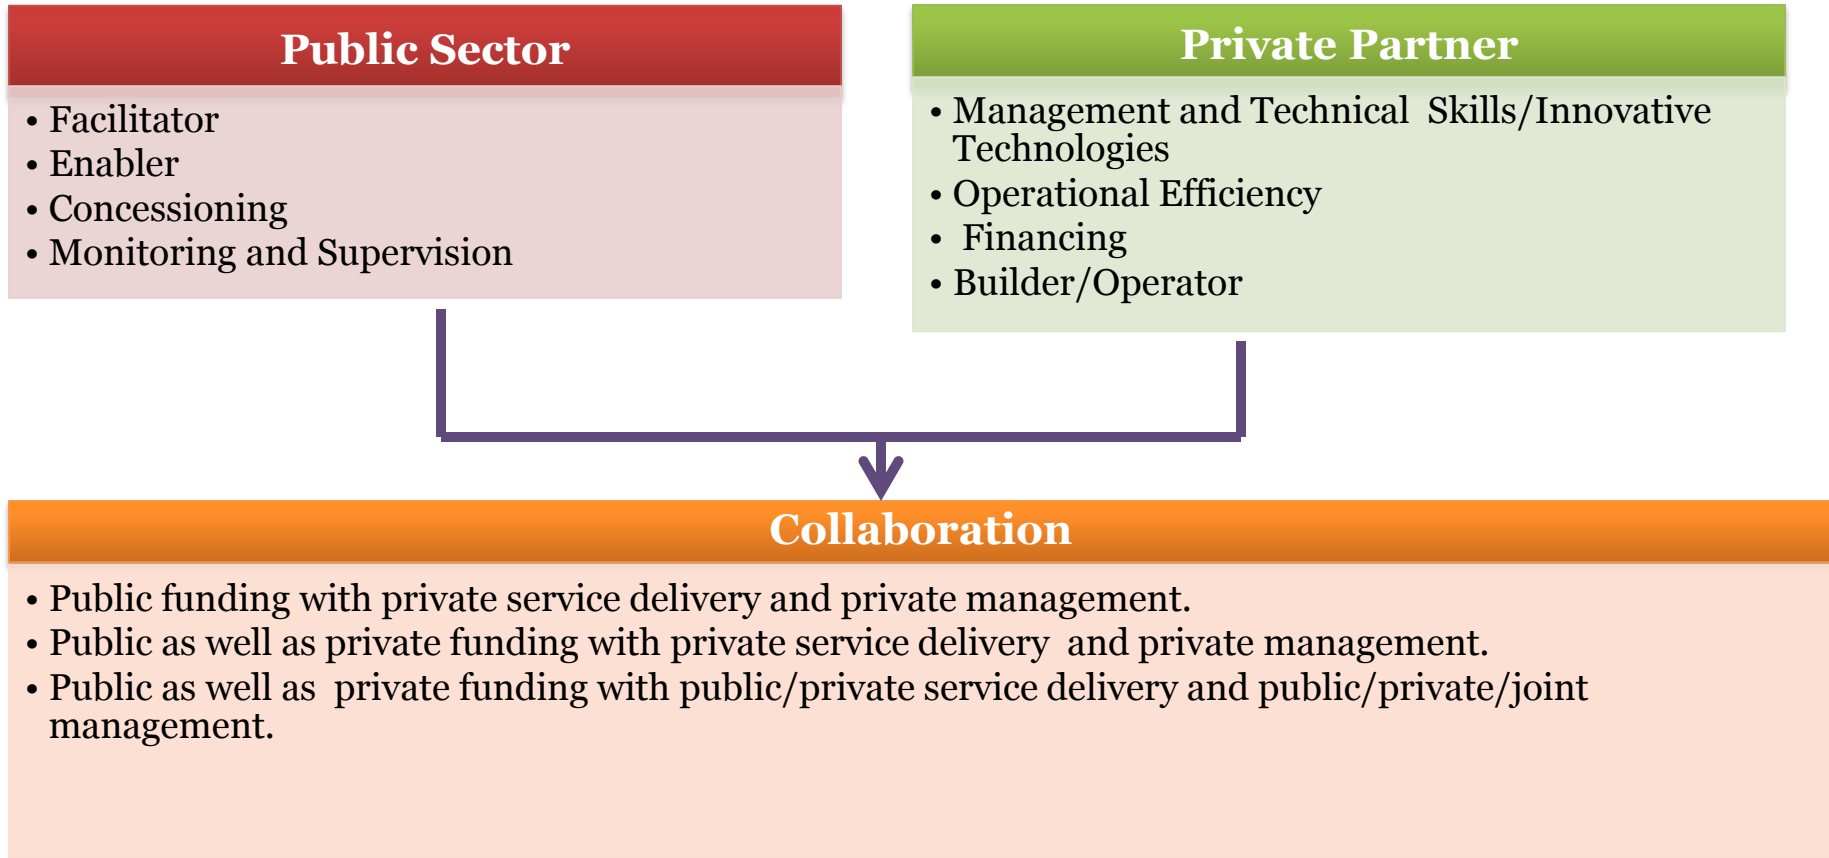 Public Sector
• Facilitator
• Enabler
• Concessioning
• Monitoring and Supervision
Private Partner
• Management and Technical Skills/Innovative
Technologies
• Operational Efficiency
• Financing
• Builder/Operator
Collaboration
• Public funding with private service delivery and private management.
• Public as well as private funding with private service delivery and private management.
• Public as well as private funding with public/private service delivery and public/private/joint
management.